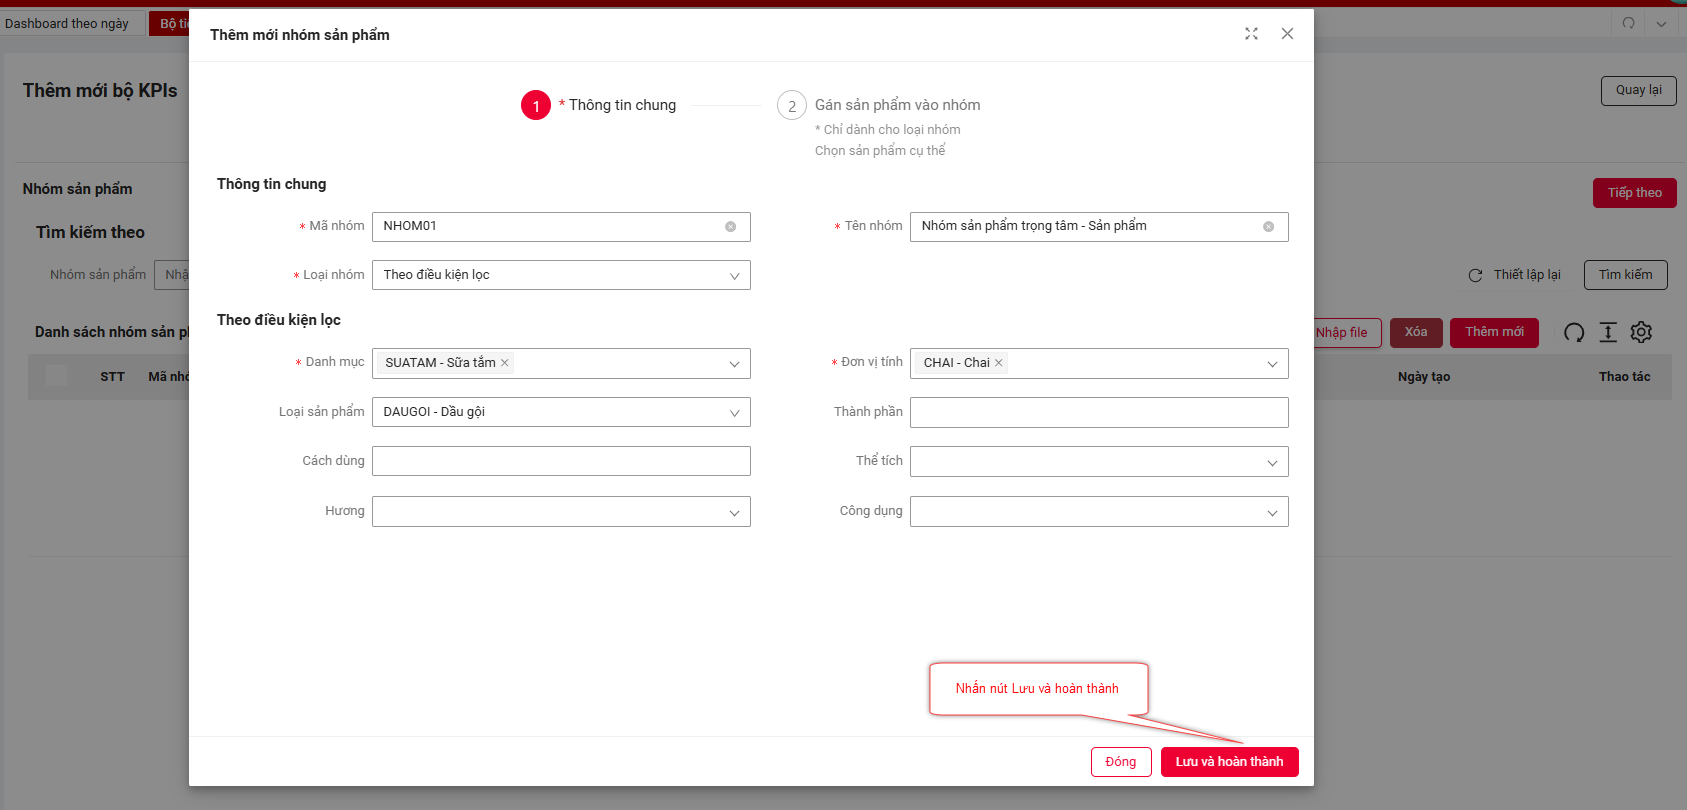 Dashboard theo ngày
Bộ ti
Thêm mới nhóm sản phẩm
Thêm mới bộ KPIs
Quay lại
1 * Thông tin chung
2 Gán sản phẩm vào nhóm
* Chỉ dành cho loại nhóm
Chọn sản phẩm cụ thể
Thông tin chung
Nhóm sản phẩm
Tiếp theo
* Mã nhóm NHOM01
* Tên nhóm Nhóm sản phẩm trọng tâm - Sản phẩm
Tìm kiếm theo
Nhóm sản phẩm Nhậ
* Loại nhóm Theo điều kiện lọc
Thiết lập lại
Tìm kiếm
Theo điều kiện lọc
Danh sách nhóm sản p
Nhập file
Xóa
Thêm mới
* Danh mục SUATAM - Sữa tắm
* Đơn vị tính CHAI - Chai
STT
Mã nhó
Ngày tạo
Thao tác
Loại sản phẩm DAUGOI - Dầu gội
Thành phần
Cách dùng
Thể tích
Hương
Công dụng
Nhấn nút Lưu và hoàn thành
Đóng
Lưu và hoàn thành